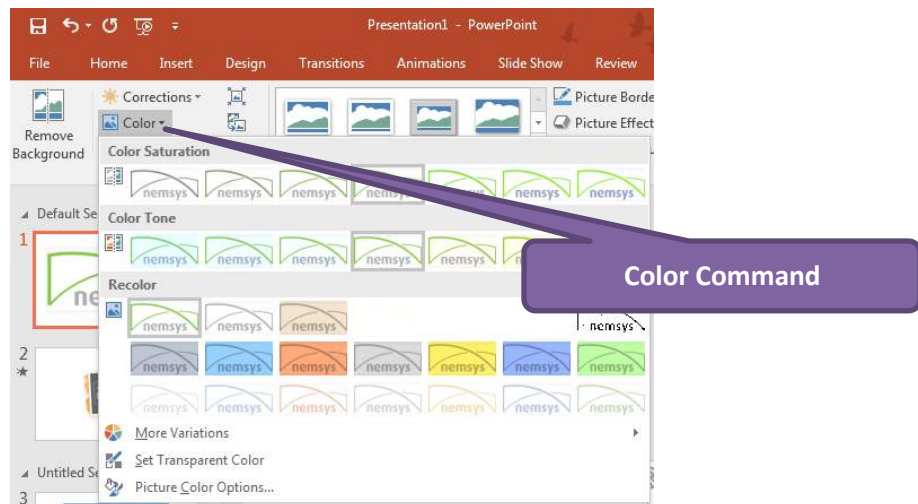 Presentation1 - PowerPoint
File Home Insert Design Transitions Animations Slide Show Review
Corrections
Color
Remove
Background
Picture Borde
Picture Effect
Color Saturation
nemsys nemsys nemsys nemsys nemsys nemsys nemsys
Default Se
Color Tone
1
nemsys nemsys nemsys nemsys nemsys
Color Command
Recolor
ne
nemsys nemsys nemsys nemsys
2
nemsys nemsys nemsys nemsys nemsys nemsys nemsys
nemsys nemsys nemsys nemsys nemsys nemsys nemsys
More Variations
Set Transparent Color
Untitled Se
Picture Color Options...
3